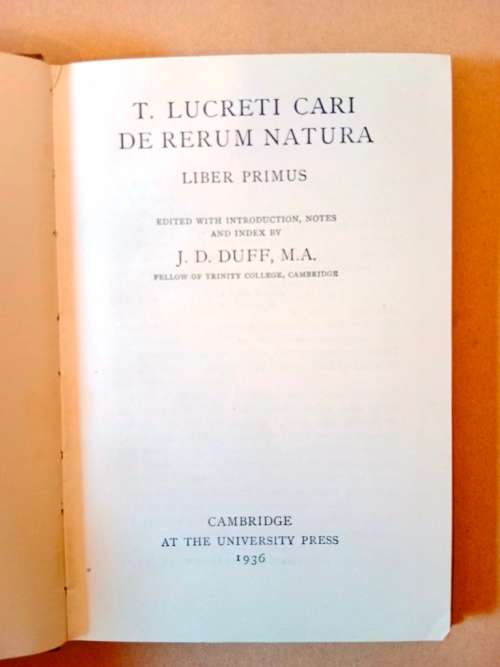 T. LUCRETI CARI
DE RERUM NATURA
LIBER PRIMUS
EDITED WITH INTRODUCTION, NOTES
AND INDEX BY
J. D. DUFF, M.A.
FELLOW OF TRINITY COLLEGE, CAMBRIDGE
CAMBRIDGE
AT THE UNIVERSITY PRESS
1936